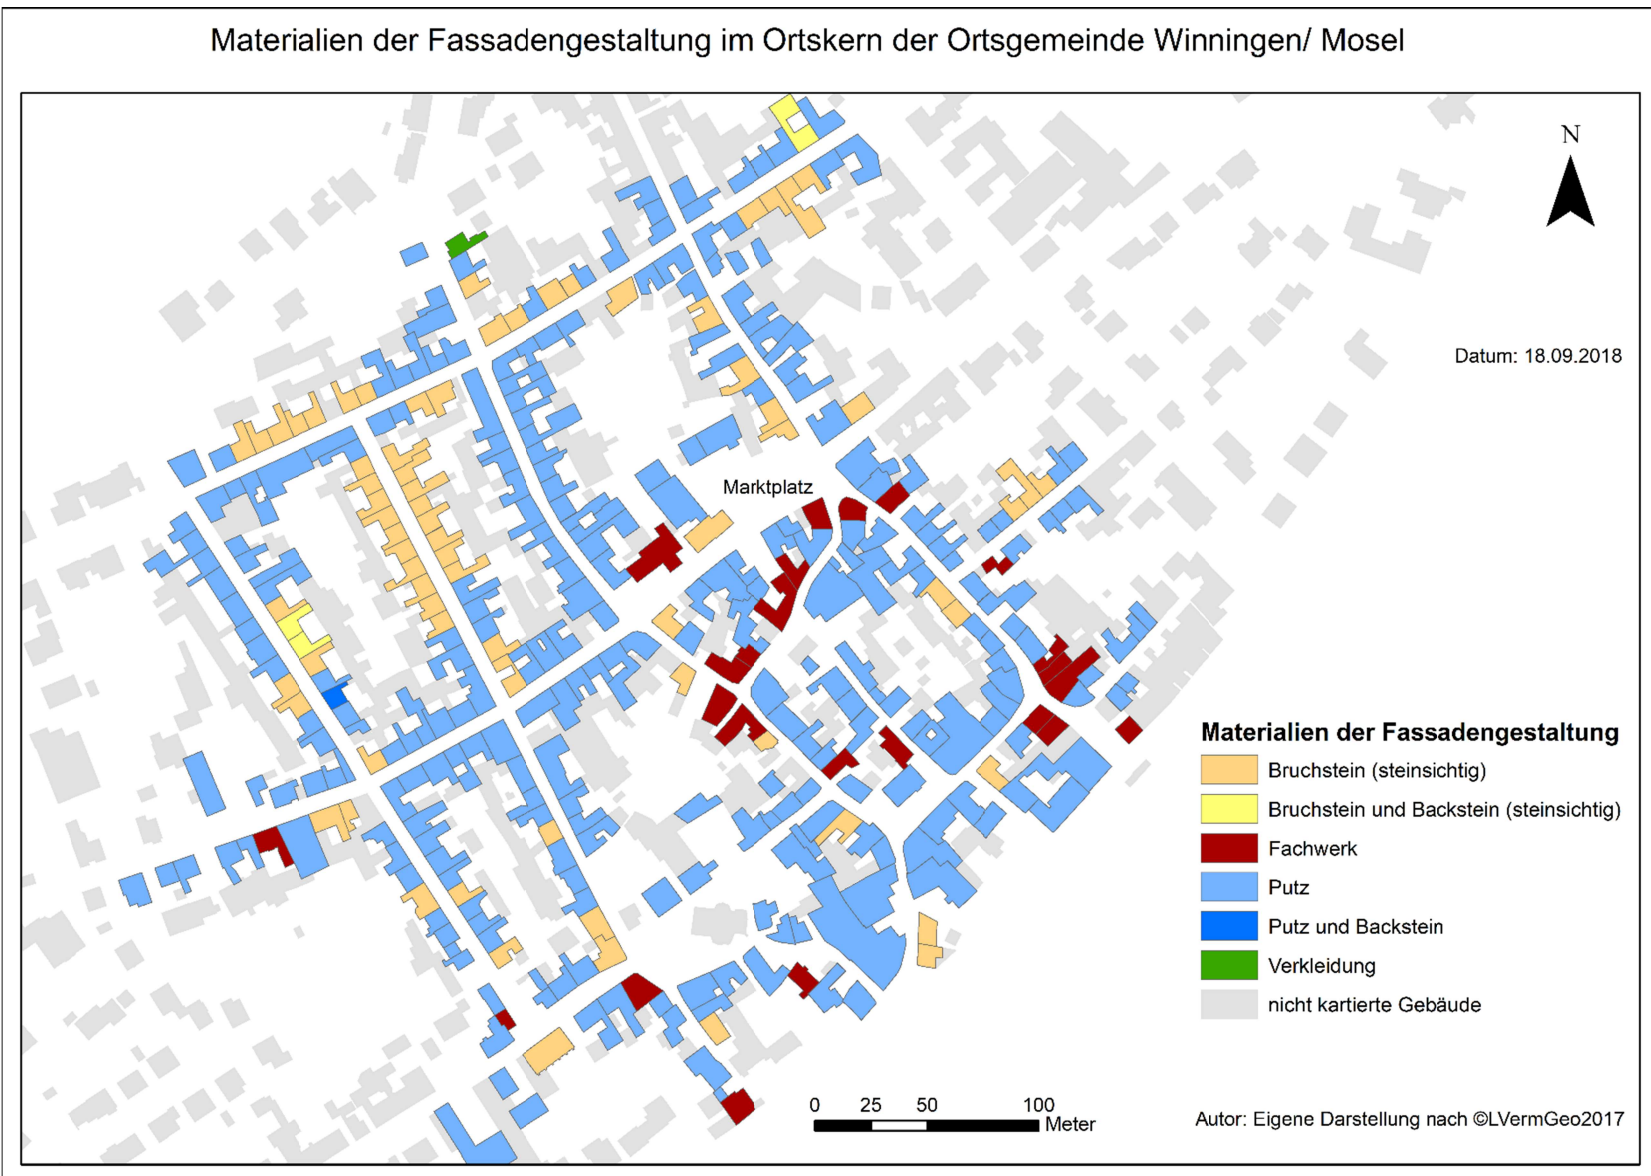 Materialien der Fassadengestaltung im Ortskern der Ortsgemeinde Winningen/ Mosel
N
Datum: 18.09.2018
Marktplatz
Materialien der Fassadengestaltung
Bruchstein (steinsichtig)
Bruchstein und Backstein (steinsichtig)
Fachwerk
Putz
Putz und Backstein
Verkleidung
nicht kartierte Gebäude
0 25 50 100
Meter
Autor: Eigene Darstellung nach ©LVermGeo2017